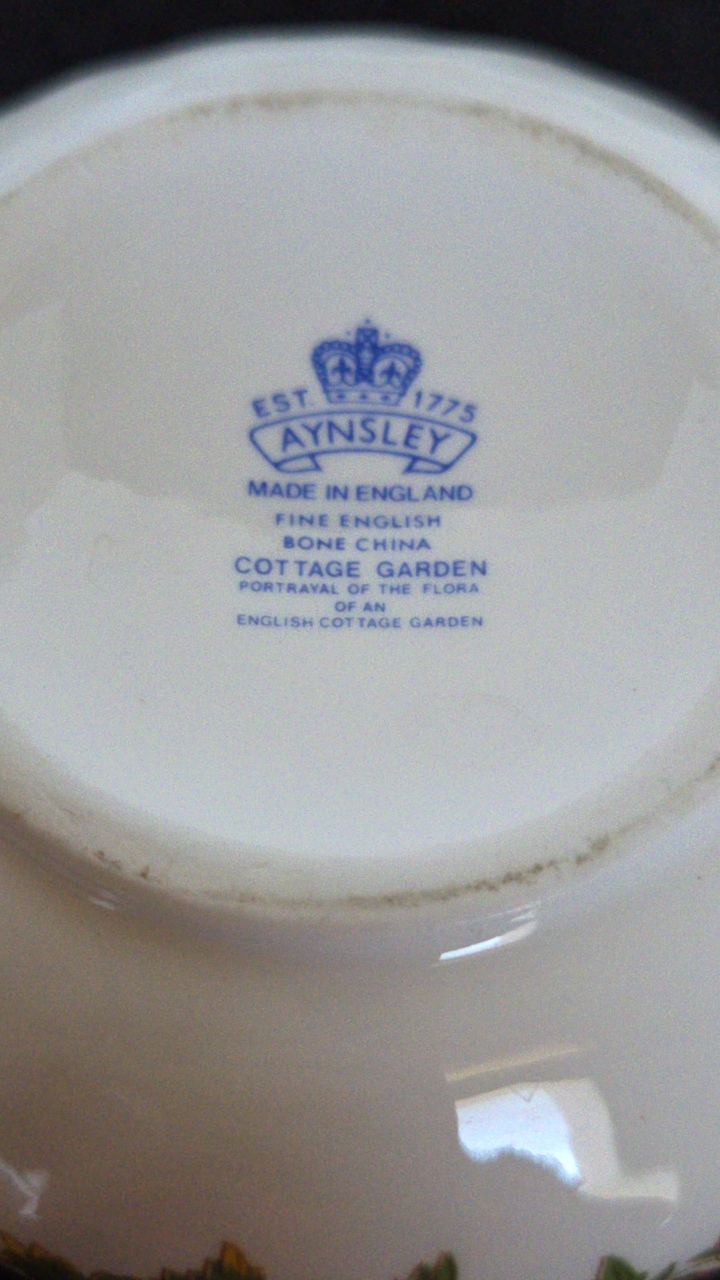 EST. 1775
AYNSLEY
MADE IN ENGLAND
FINE ENGLISH
BONE CHINA
COTTAGE GARDEN
PORTRAYAL OF THE FLORA
OF AN
ENGLISH COTTAGE GARDEN